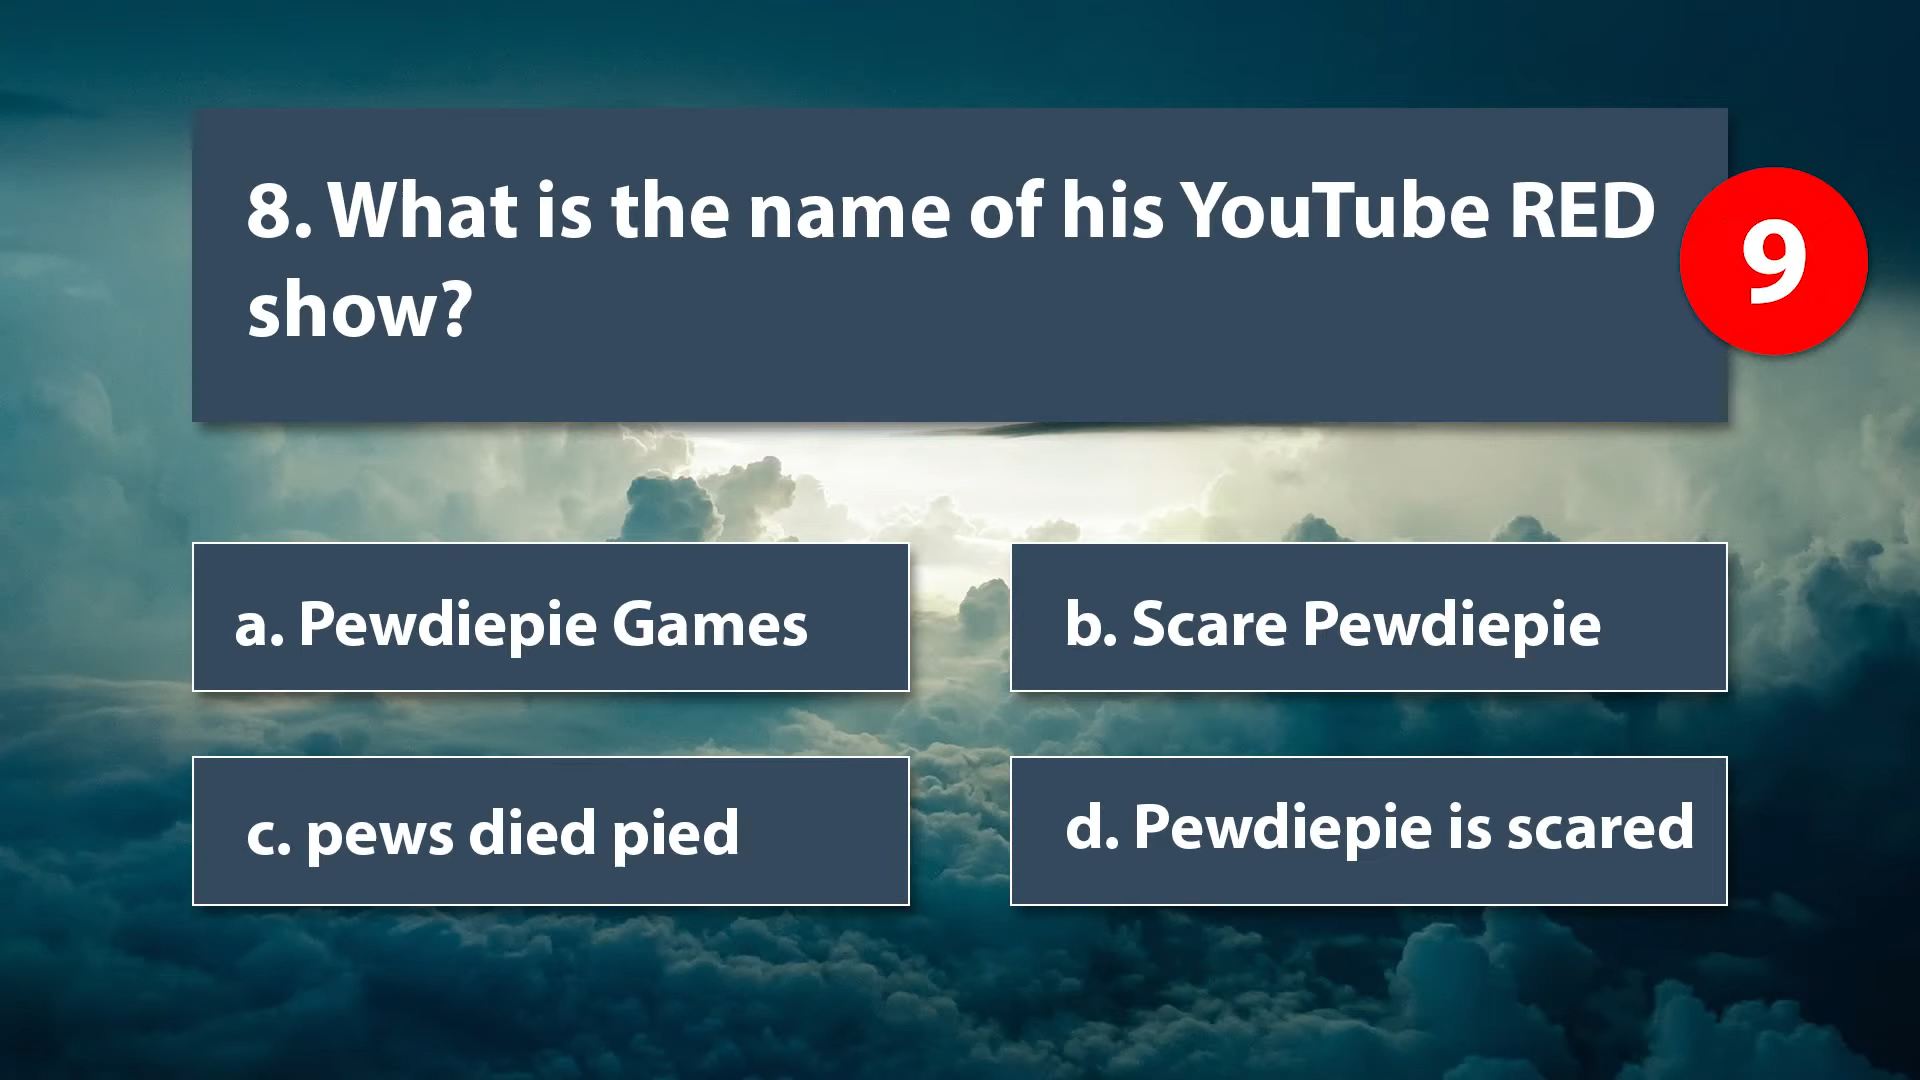 8. What is the name of his YouTube RED
show?
9
a. Pewdiepie Games
b. Scare Pewdiepie
c. pews died pied
d. Pewdiepie is scared